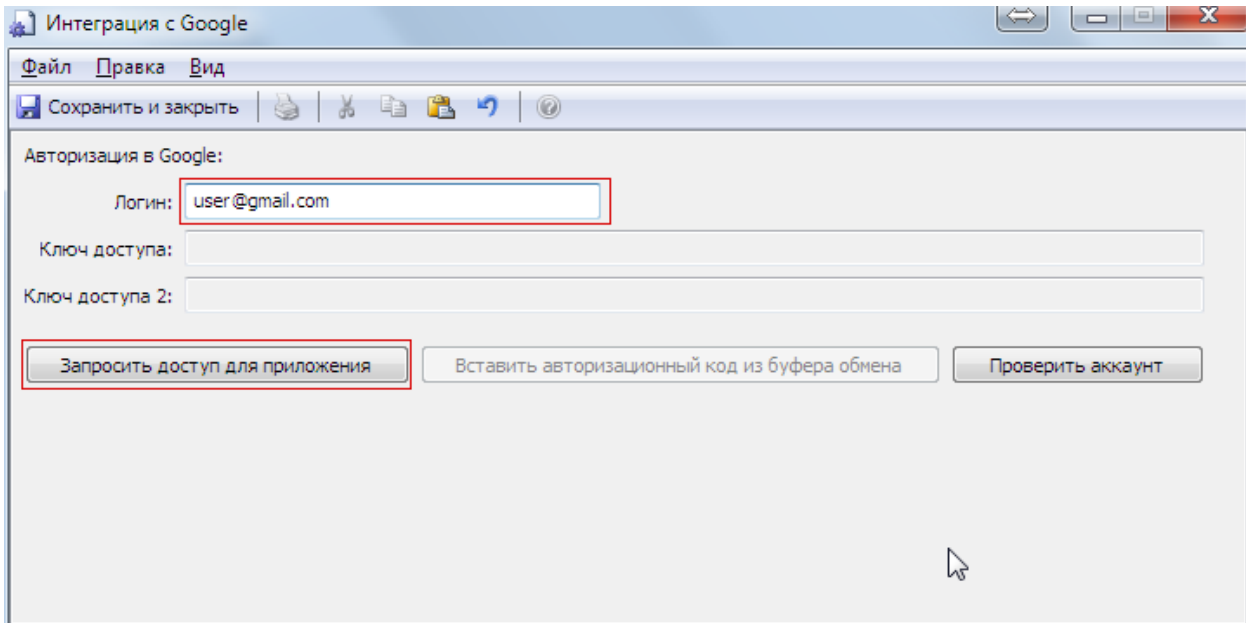 Интеграция с Google
Файл Правка Вид
Сохранить и закрыть
Авторизация в Google:
Логин: user@gmail.com
Ключ доступа:
Ключ доступа 2:
Запросить доступ для приложения Вставить авторизационный код из буфера обмена Проверить аккаунт